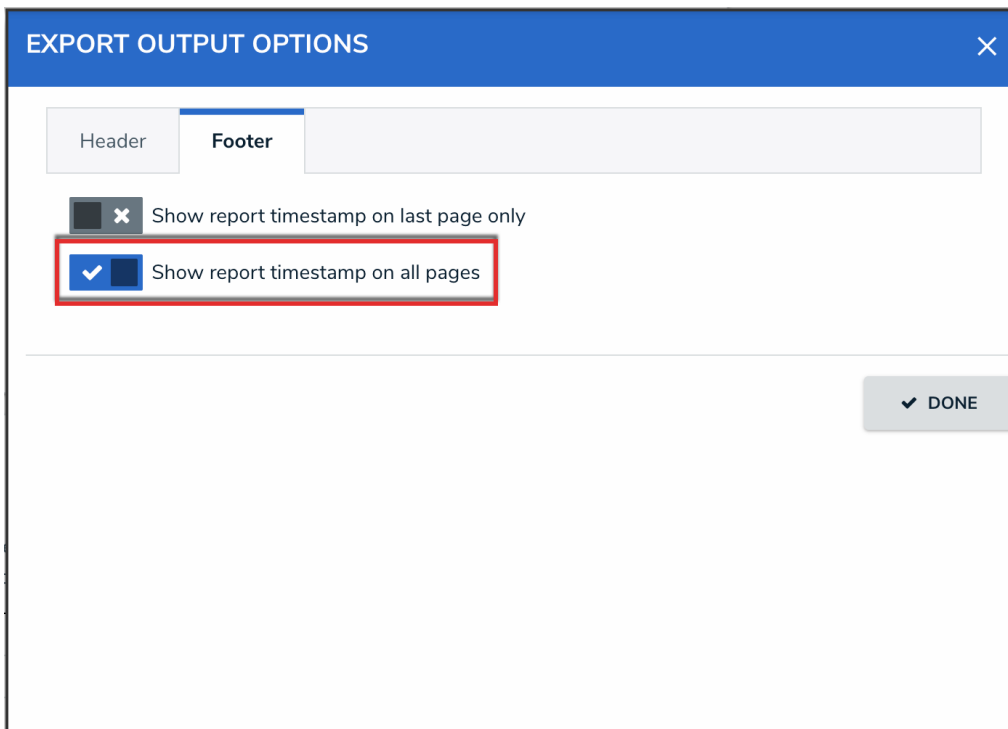 EXPORT OUTPUT OPTIONS
Header
Footer
Show report timestamp on last page only
Show report timestamp on all pages
DONE